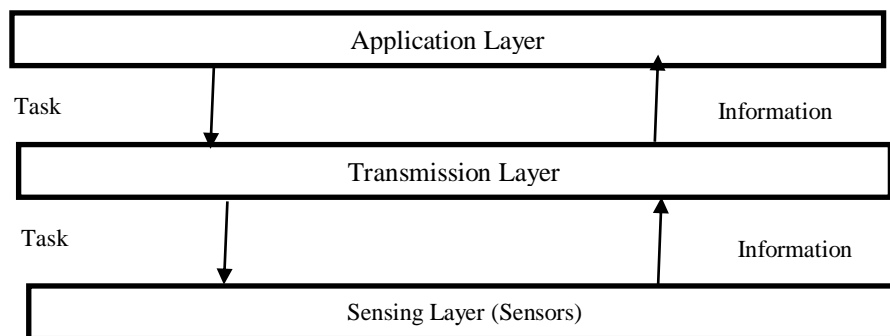 Application Layer
Task
Information
Transmission Layer
Task
Information
Sensing Layer (Sensors)